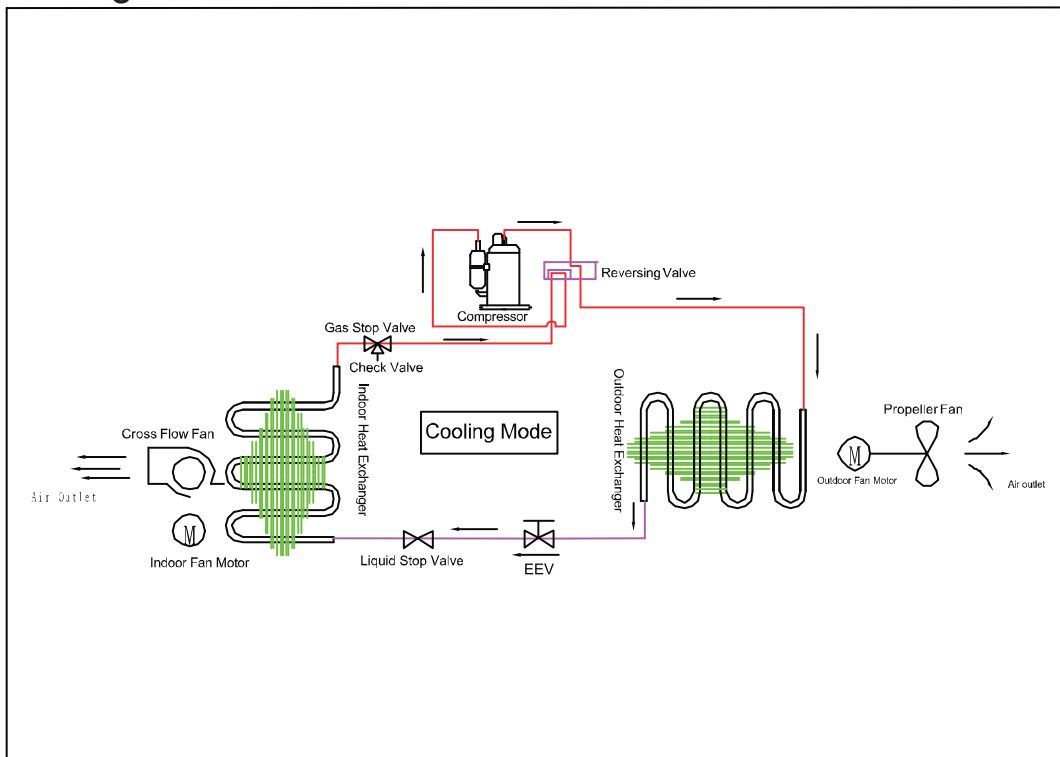 Reversing Valve
Compressor
Gas Stop Valve
Check Valve
Indoor Heat Exchanger
Outdoor Heat Exchanger
Cooling Mode
Propeller Fan
Cross Flow Fan
M
Outdoor Fan Motor
Air outlet
Air Outlet
M
Indoor Fan Motor
Liquid Stop Valve
EEV